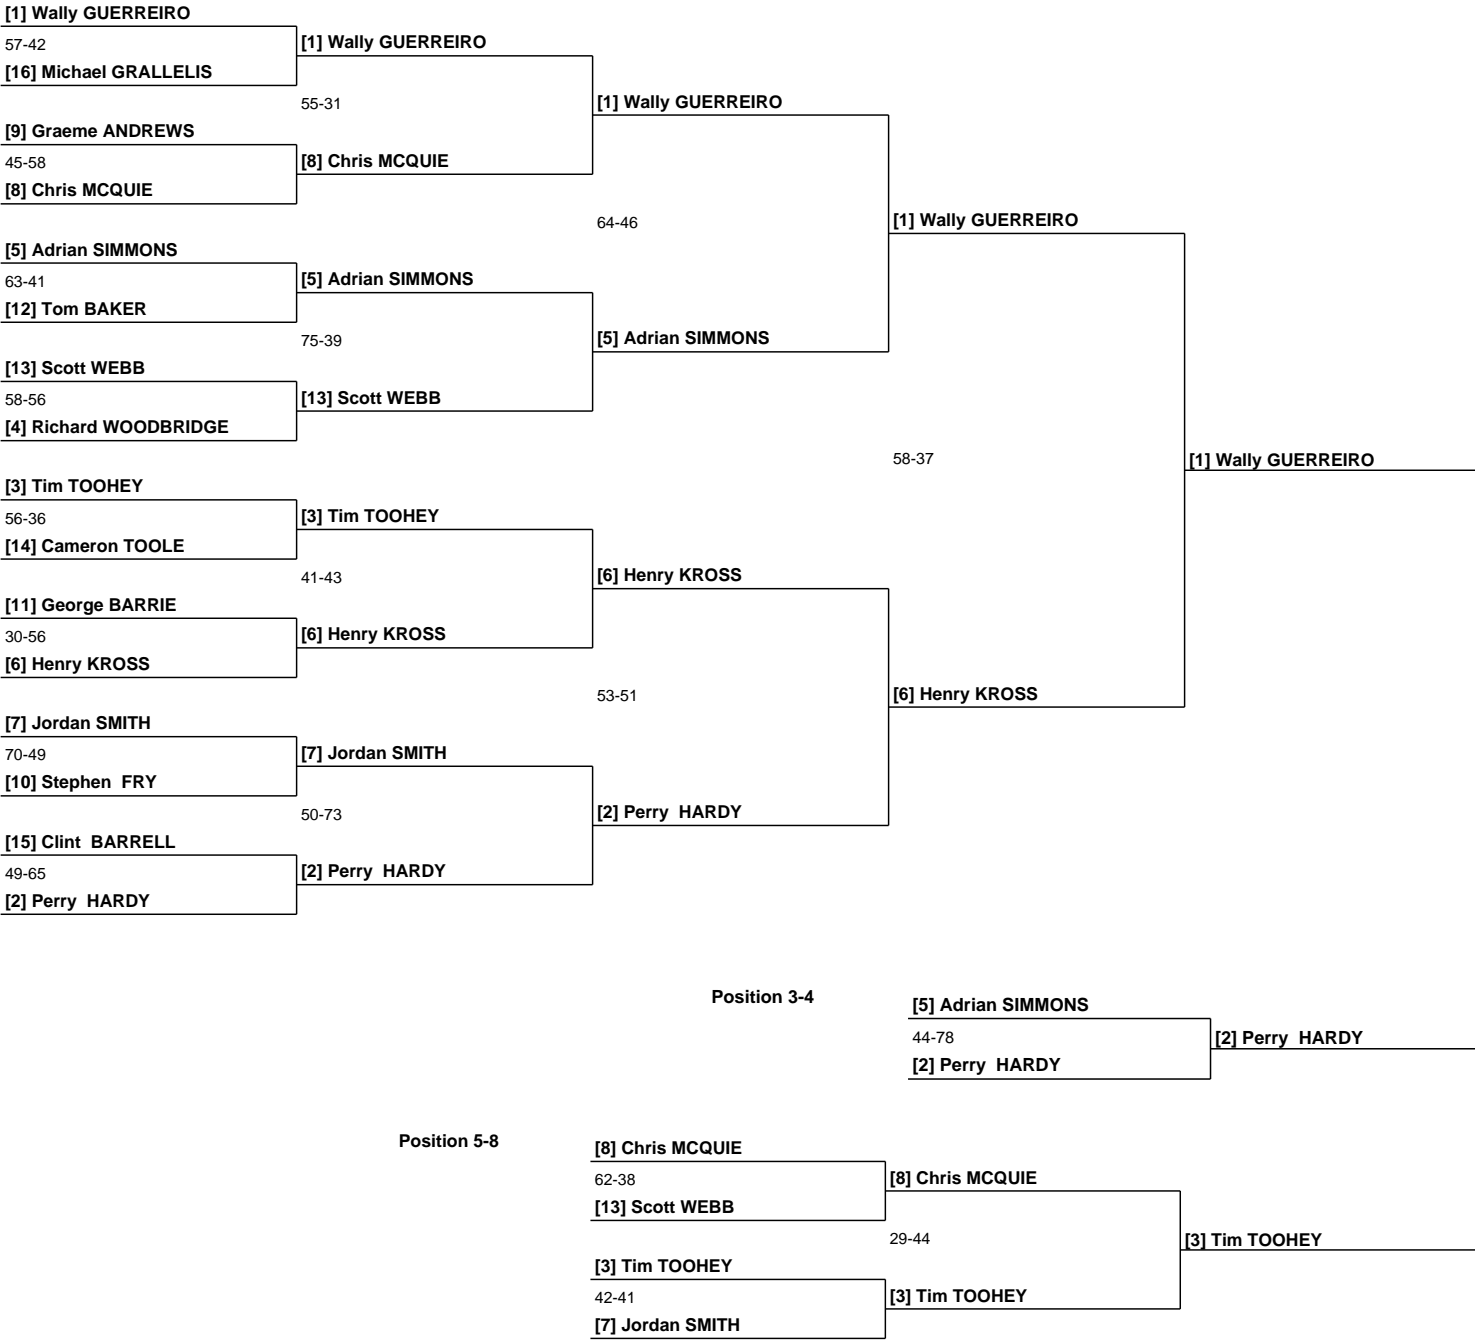 [1] Wally GUERREIRO
57-42
[16] Michael GRALLELIS
[9] Graeme ANDREWS
45-58
[8] Chris MCQUIE
[5] Adrian SIMMONS
63-41
[12] Tom BAKER
[13] Scott WEBB
58-56
[4] Richard WOODBRIDGE
[3] Tim TOOHEY
56-36
[14] Cameron TOOLE
[11] George BARRIE
30-56
[6] Henry KROSS
[7] Jordan SMITH
70-49
[10] Stephen  FRY
[15] Clint  BARRELL
49-65
[2] Perry  HARDY
[1] Wally GUERREIRO
55-31
[8] Chris MCQUIE
[5] Adrian SIMMONS
75-39
[13] Scott WEBB
[3] Tim TOOHEY
41-43
[6] Henry KROSS
[7] Jordan SMITH
50-73
[2] Perry  HARDY
[1] Wally GUERREIRO
64-46
[5] Adrian SIMMONS
[6] Henry KROSS
53-51
[2] Perry  HARDY
[1] Wally GUERREIRO
58-37
[6] Henry KROSS
[1] Wally GUERREIRO
Position 3-4
[5] Adrian SIMMONS
44-78
[2] Perry  HARDY
[2] Perry  HARDY
Position 5-8
[8] Chris MCQUIE
62-38
[13] Scott WEBB
[3] Tim TOOHEY
42-41
[7] Jordan SMITH
[8] Chris MCQUIE
29-44
[3] Tim TOOHEY
[3] Tim TOOHEY